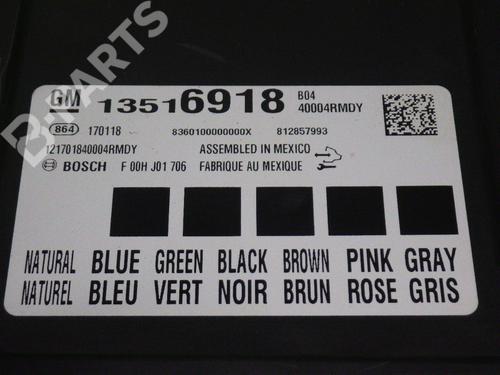 B-PARTS
GM 13516918 B04
40004RMDY
864 170118 8360100000000X 812857993
121701840004RMDY ASSEMBLED IN MEXICO
BOSCH F 00H J01 706 FABRIQUE AU MEXIQUE
NATURAL BLUE GREEN BLACK BROWN PINK GRAY
NATUREL BLEU VERT NOIR BRUN ROSE GRIS